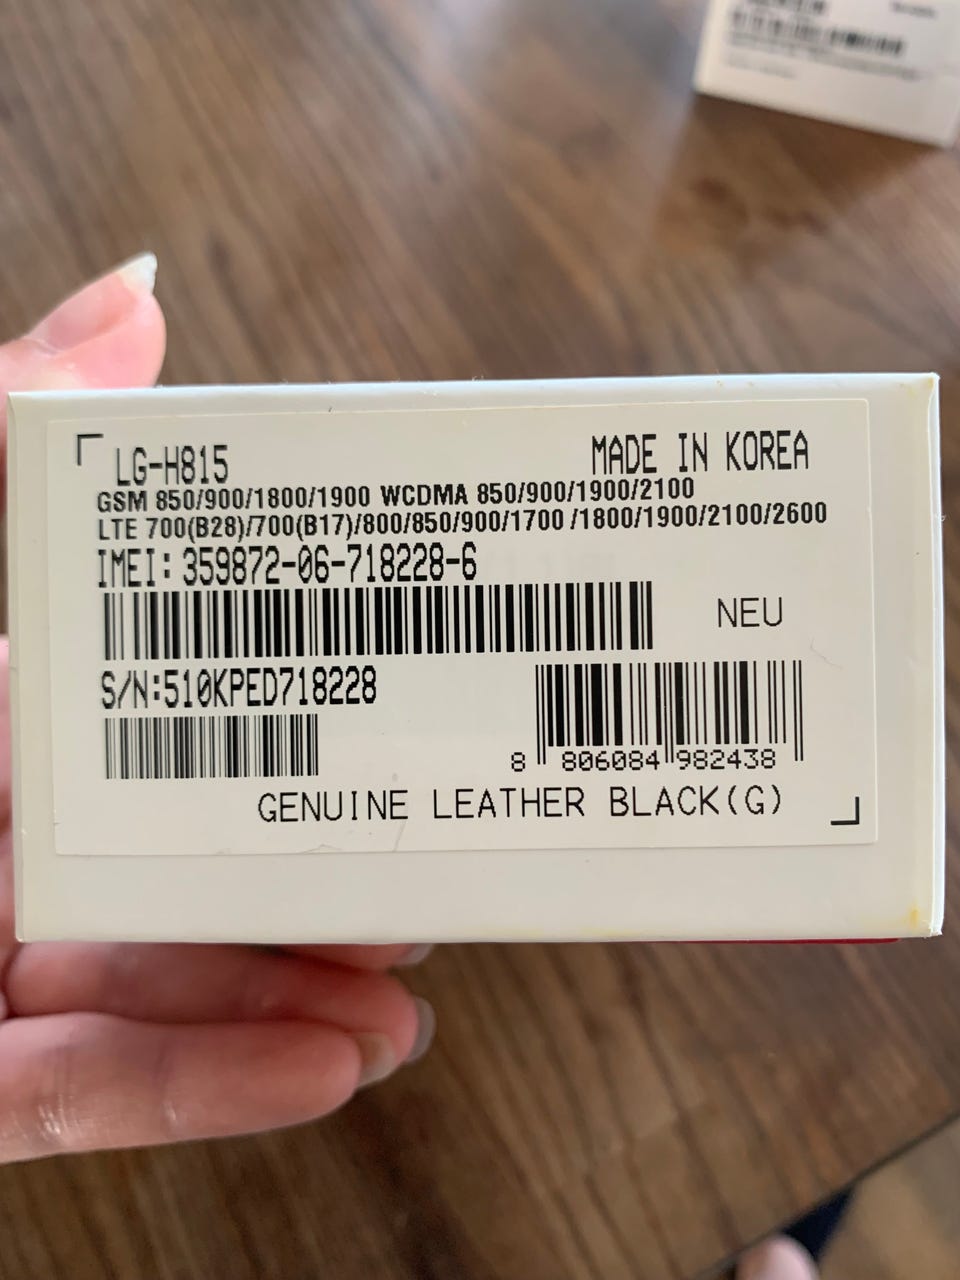 LG-H815 MADE IN KOREA
GSM 850/900/1800/1900 WCDMA 850/900/1900/2100
LTE 700(B28)/700(B17)/800/850/900/1700 /1800/1900/2100/2600
IMEI: 359872-06-718228-6
NEU
S/N:510KPED718228
8 806084 982438
GENUINE LEATHER BLACK(G)